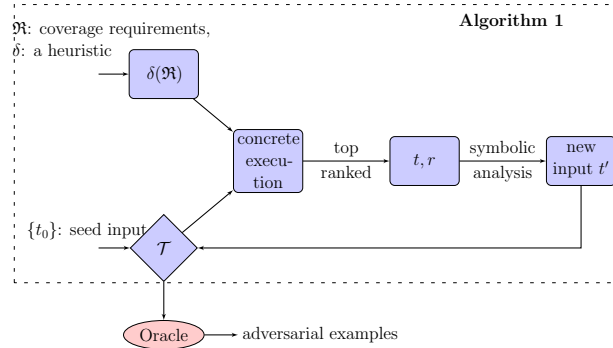 Algorithm 1
ℜ: coverage requirements,
δ: a heuristic
δ(ℜ)
concrete
execu-
tion
top
ranked
t, r
symbolic
analysis
new
input t′
{t₀}: seed input
𝒯
Oracle
adversarial examples